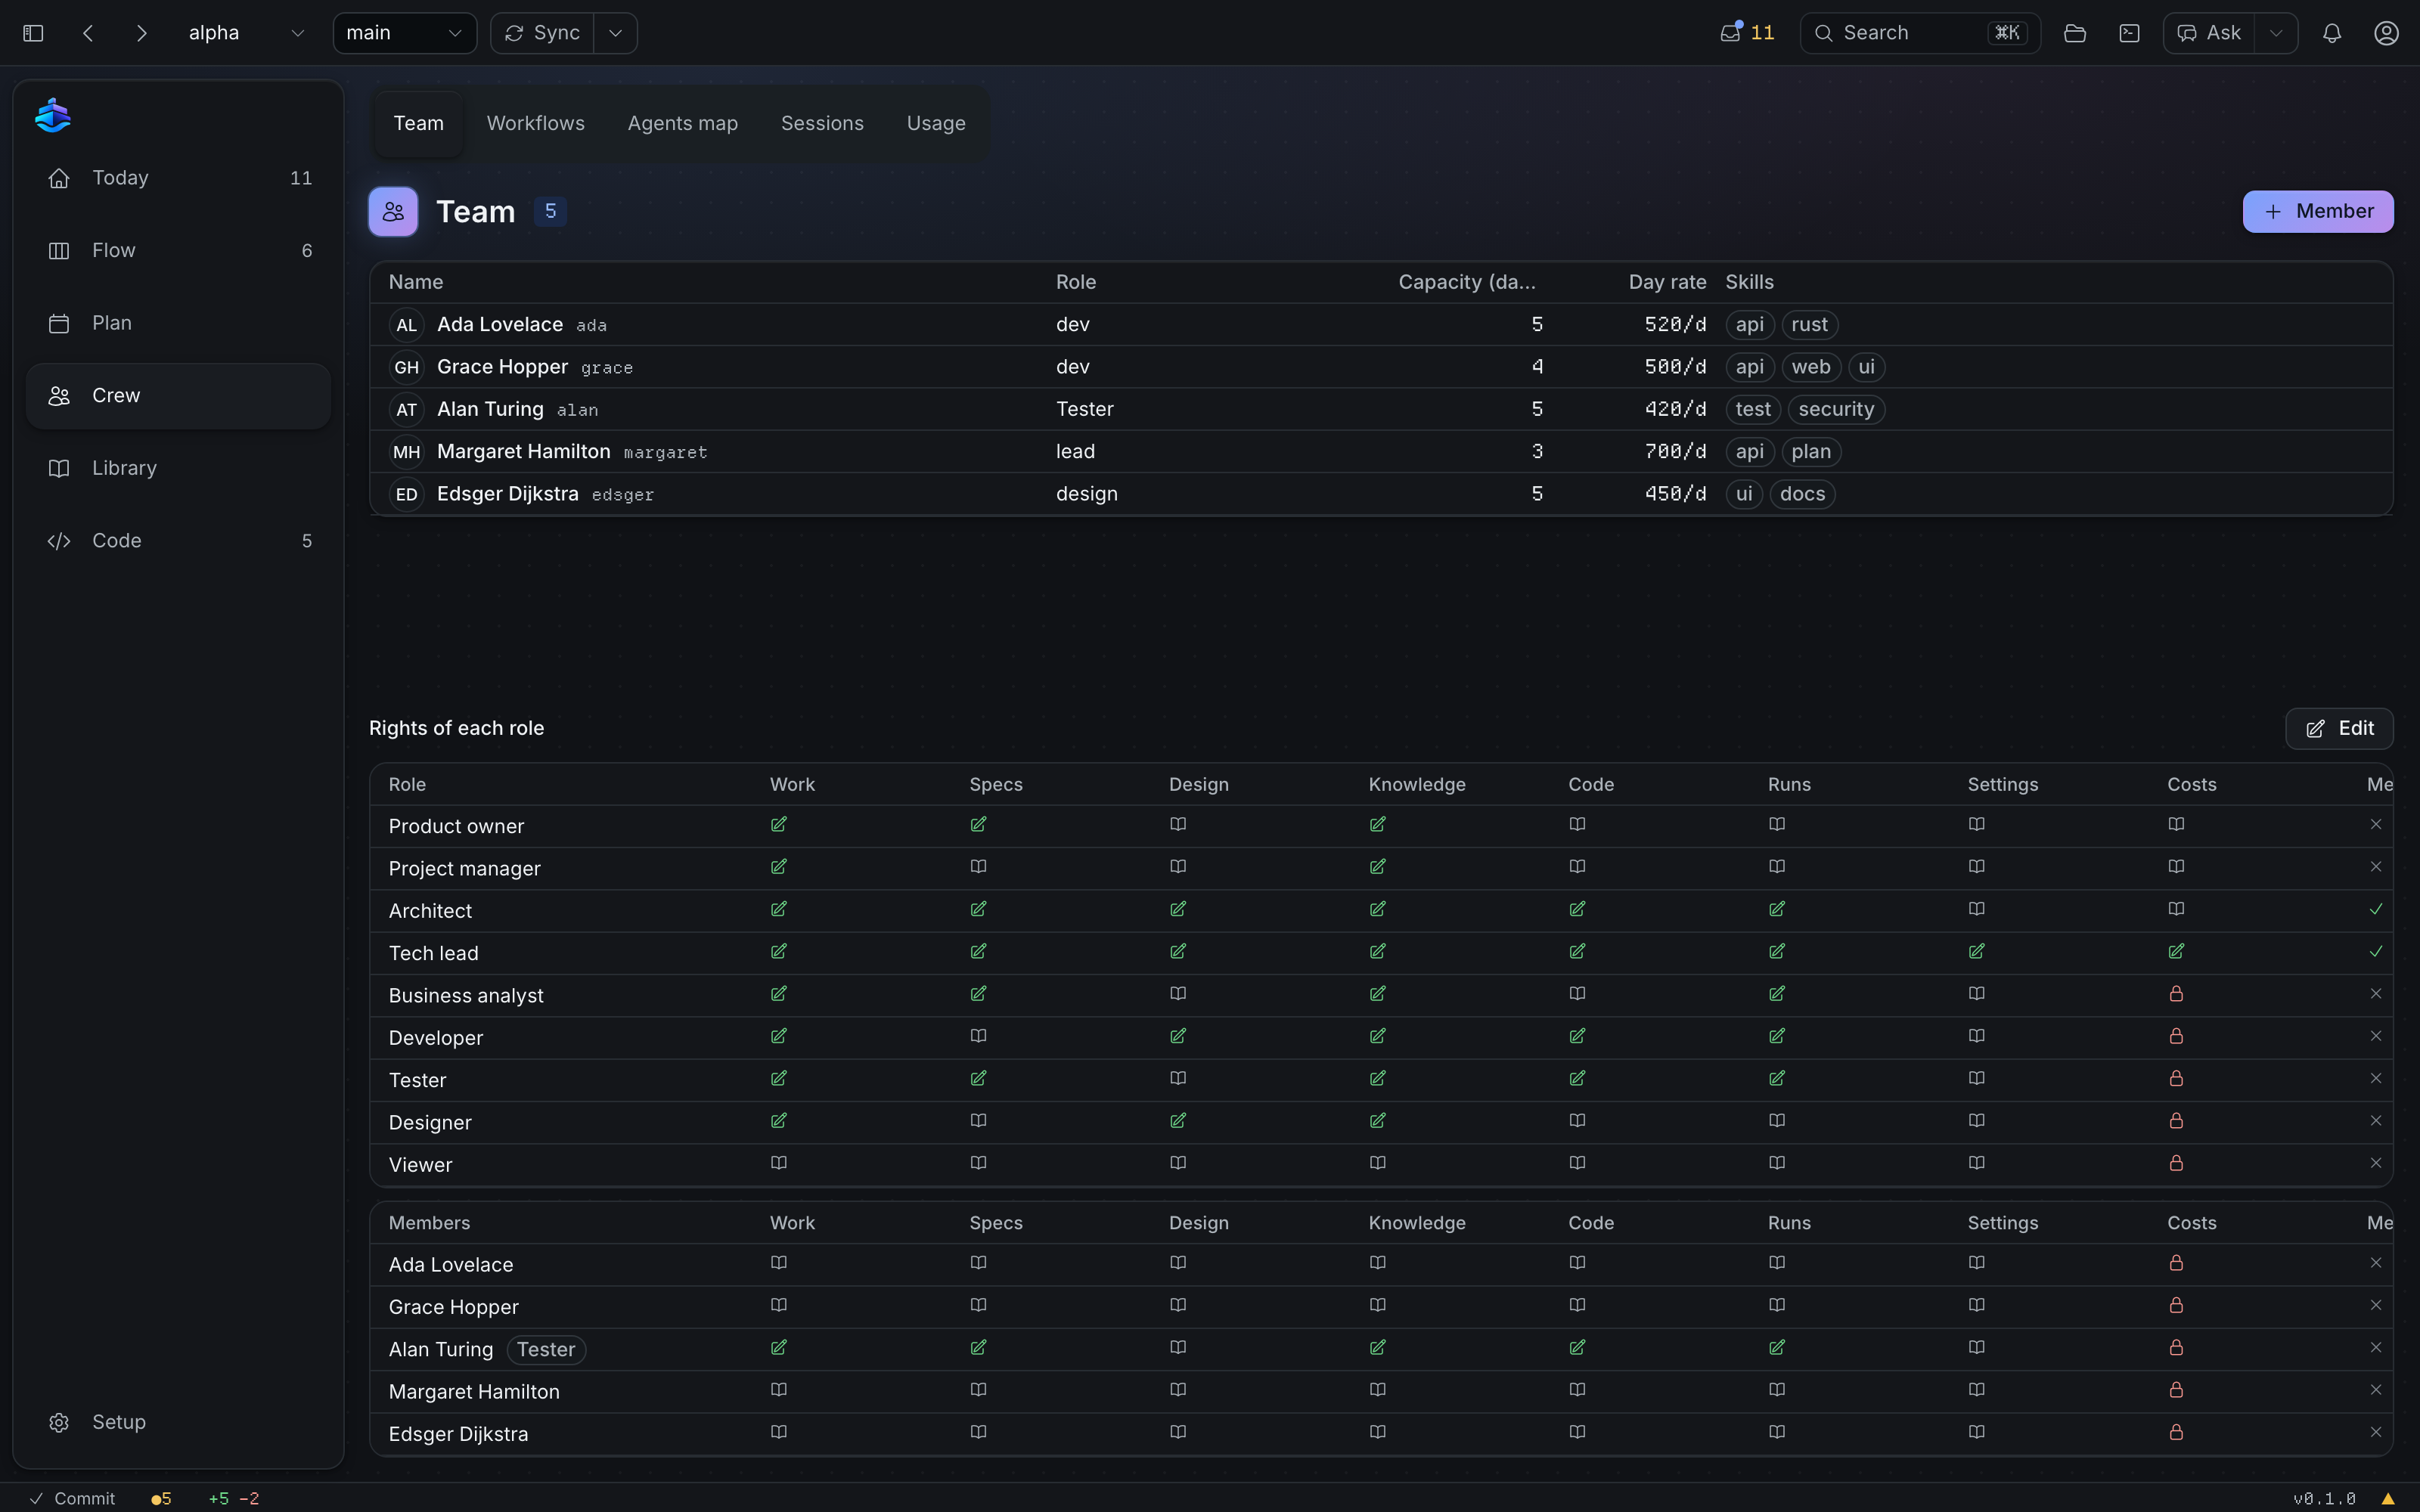 alpha main Sync 11 Search ⌘K Ask
Team Workflows Agents map Sessions Usage
Today 11
Flow 6
Plan
Crew
Library
Code 5
Setup
Team 5
+ Member
Name Role Capacity (da... Day rate Skills
AL Ada Lovelace ada dev 5 520/d api rust
GH Grace Hopper grace dev 4 500/d api web ui
AT Alan Turing alan Tester 5 420/d test security
MH Margaret Hamilton margaret lead 3 700/d api plan
ED Edsger Dijkstra edsger design 5 450/d ui docs
Rights of each role Edit
Role Work Specs Design Knowledge Code Runs Settings Costs Me
Product owner
Project manager
Architect
Tech lead
Business analyst
Developer
Tester
Designer
Viewer
Members Work Specs Design Knowledge Code Runs Settings Costs Me
Ada Lovelace
Grace Hopper
Alan Turing Tester
Margaret Hamilton
Edsger Dijkstra
Commit 5 +5 −2 v0.1.0